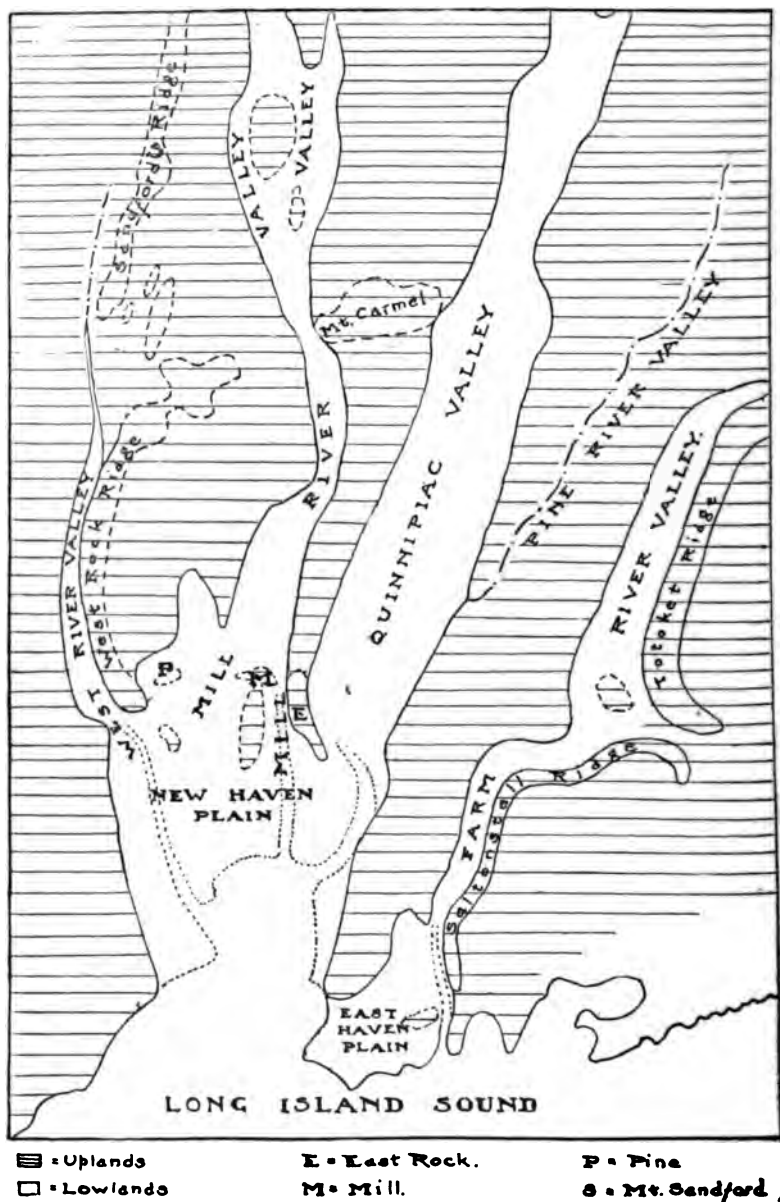 Sandford's Ridge
VALLEY
VALLEY
Mt. Carmel
RIVER
MILL
QUINNIPIAC VALLEY
PINE RIVER VALLEY
WEST RIVER VALLEY
West Rock Ridge
FARM RIVER VALLEY.
Totoket Ridge
P
M
MILL
E
Saltonstall Ridge
NEW HAVEN
PLAIN
EAST
HAVEN
PLAIN
LONG ISLAND SOUND
= Uplands
E = East Rock.
P = Pine
= Lowlands
M = Mill.
S = Mt. Sandford